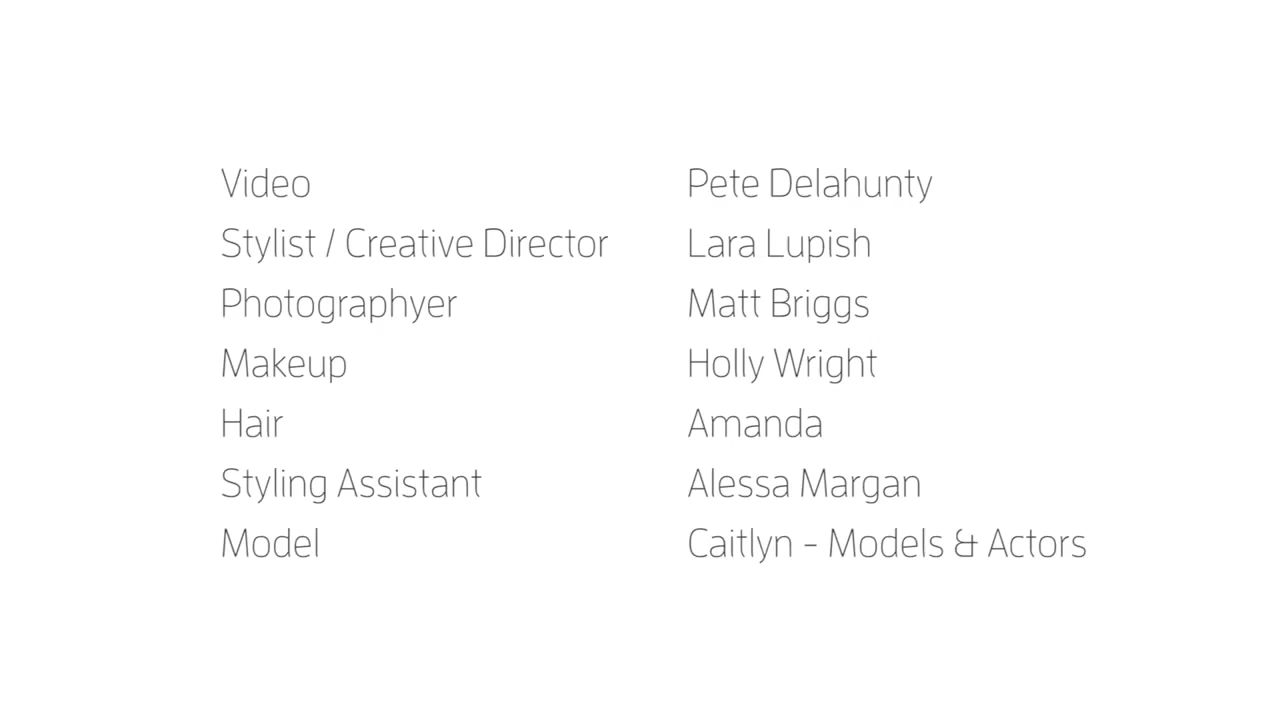 Video Pete Delahunty
Stylist / Creative Director Lara Lupish
Photographyer Matt Briggs
Makeup Holly Wright
Hair Amanda
Styling Assistant Alessa Margan
Model Caitlyn - Models & Actors